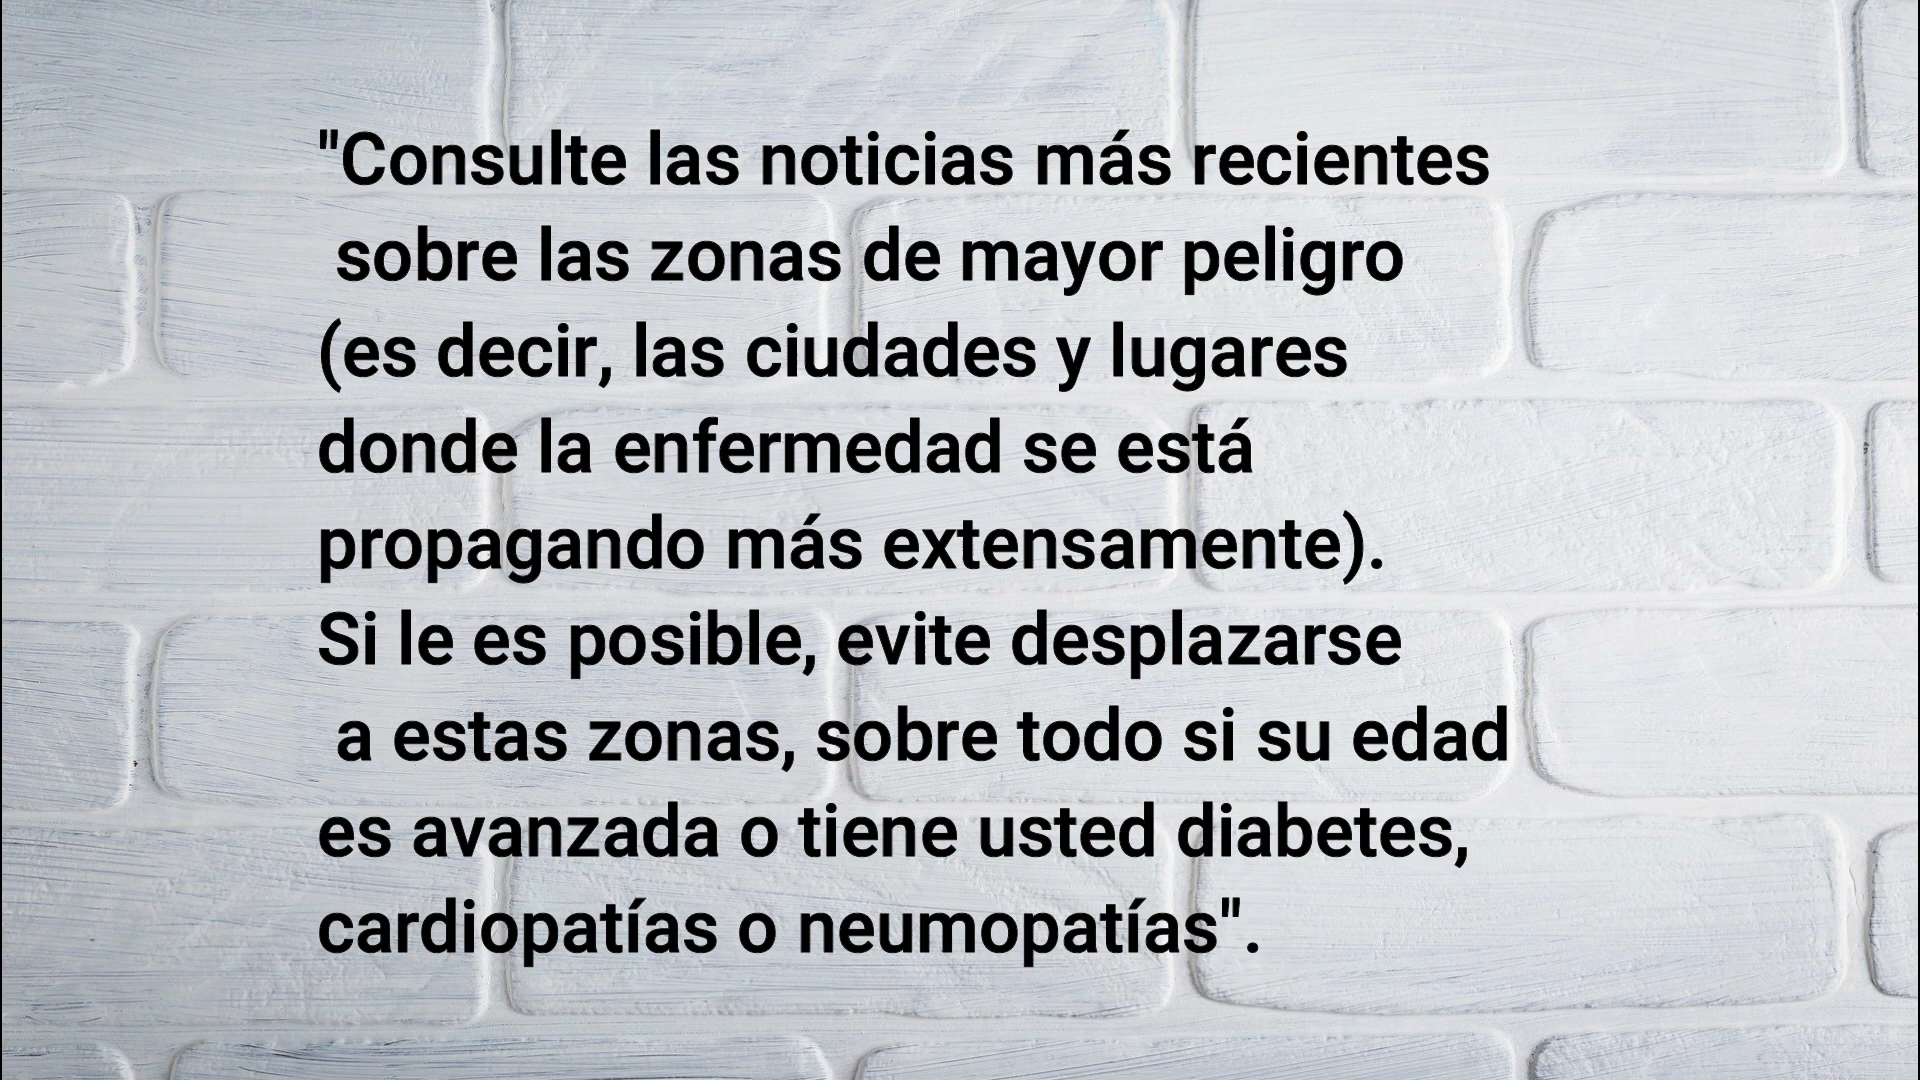 "Consulte las noticias más recientes
sobre las zonas de mayor peligro
(es decir, las ciudades y lugares
donde la enfermedad se está
propagando más extensamente).
Si le es posible, evite desplazarse
a estas zonas, sobre todo si su edad
es avanzada o tiene usted diabetes,
cardiopatías o neumopatías".